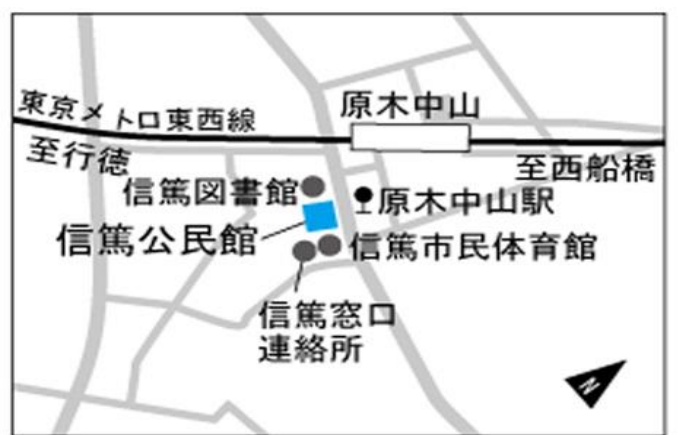 原木中山
東京メトロ東西線
至行徳
至西船橋
信篤図書館
原木中山駅
信篤公民館
信篤市民体育館
信篤窓口
連絡所
N